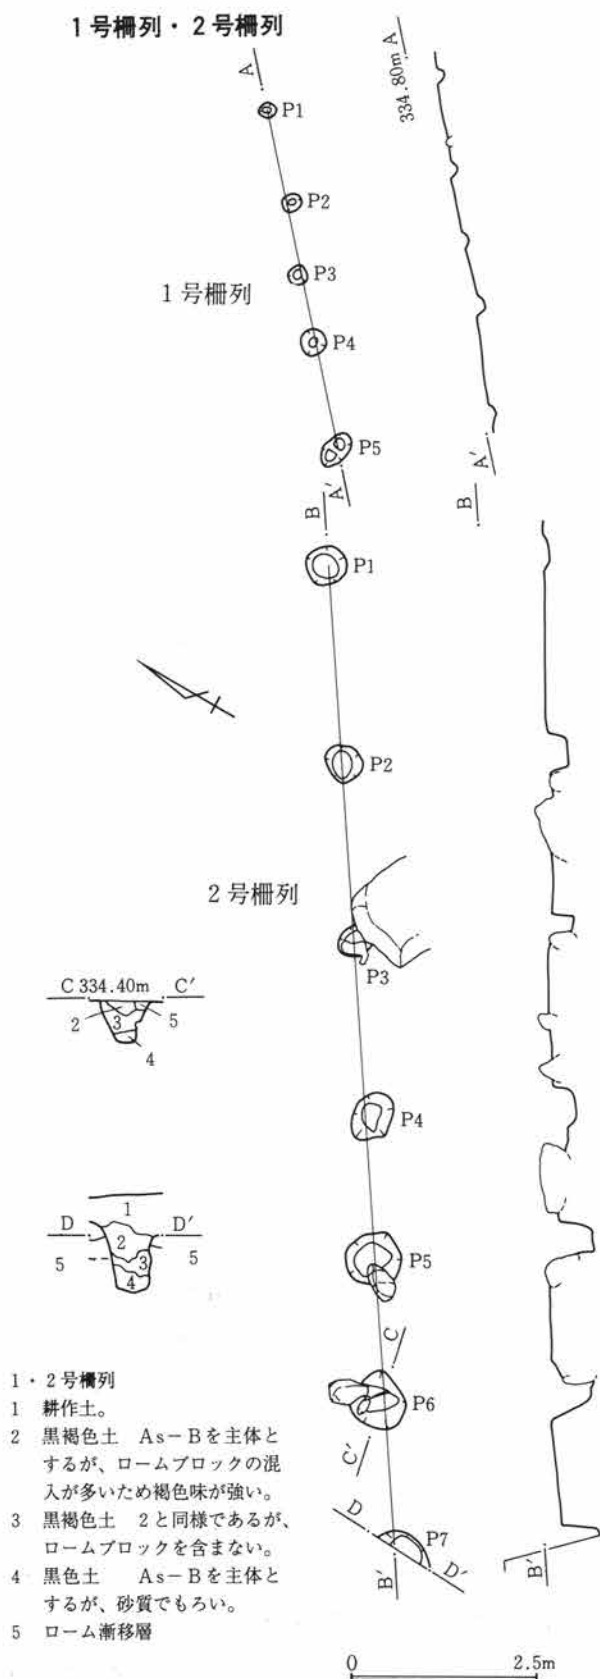 1号柵列・2号柵列
A
334.80m A
P1
P2
P3
1号柵列
P4
P5
A′
A′
B
B
P1
P2
2号柵列
P3
C 334.40m C′
2 3 5
4
P4
D D′
1
2
5 3 5
4
P5
C
P6
C′
D
P7
D′
B′
B′
1・2号柵列
1 耕作土。
2 黒褐色土 As－Bを主体と
するが、ロームブロックの混
入が多いため褐色味が強い。
3 黒褐色土 2と同様であるが、
ロームブロックを含まない。
4 黒色土 As－Bを主体と
するが、砂質でもろい。
5 ローム漸移層
0 2.5m